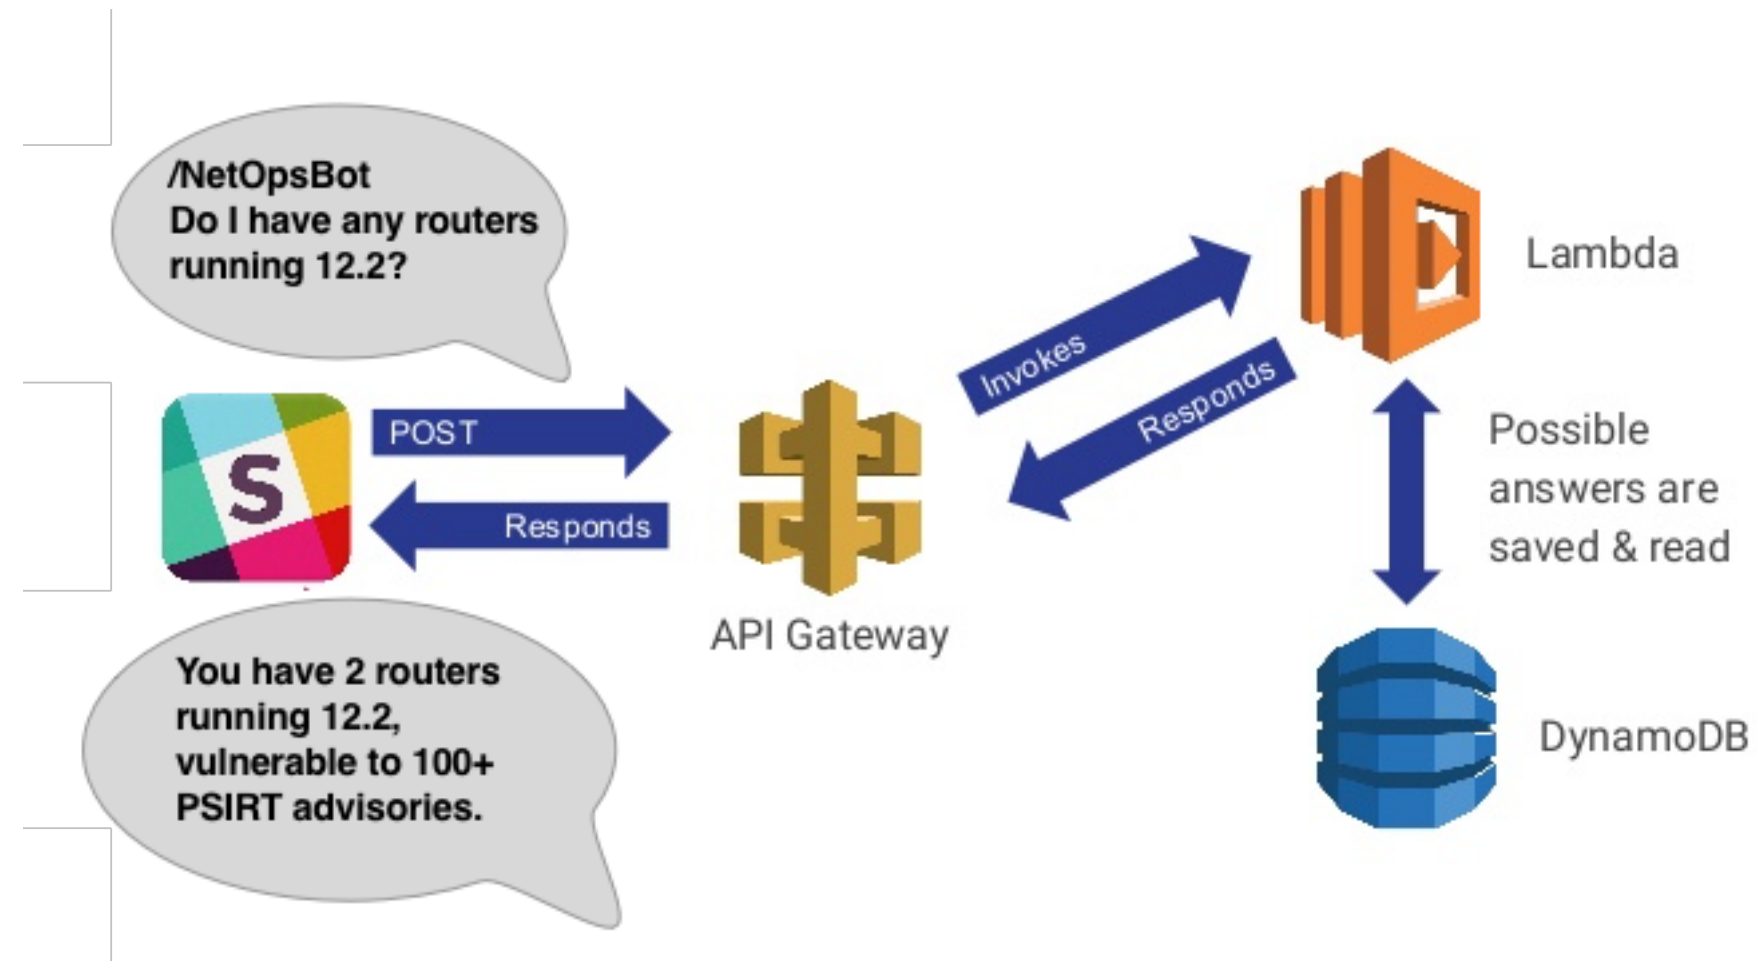 /NetOpsBot
Do I have any routers
running 12.2?
S
POST
Responds
You have 2 routers
running 12.2,
vulnerable to 100+
PSIRT advisories.
API Gateway
Invokes
Responds
Lambda
Possible
answers are
saved & read
DynamoDB